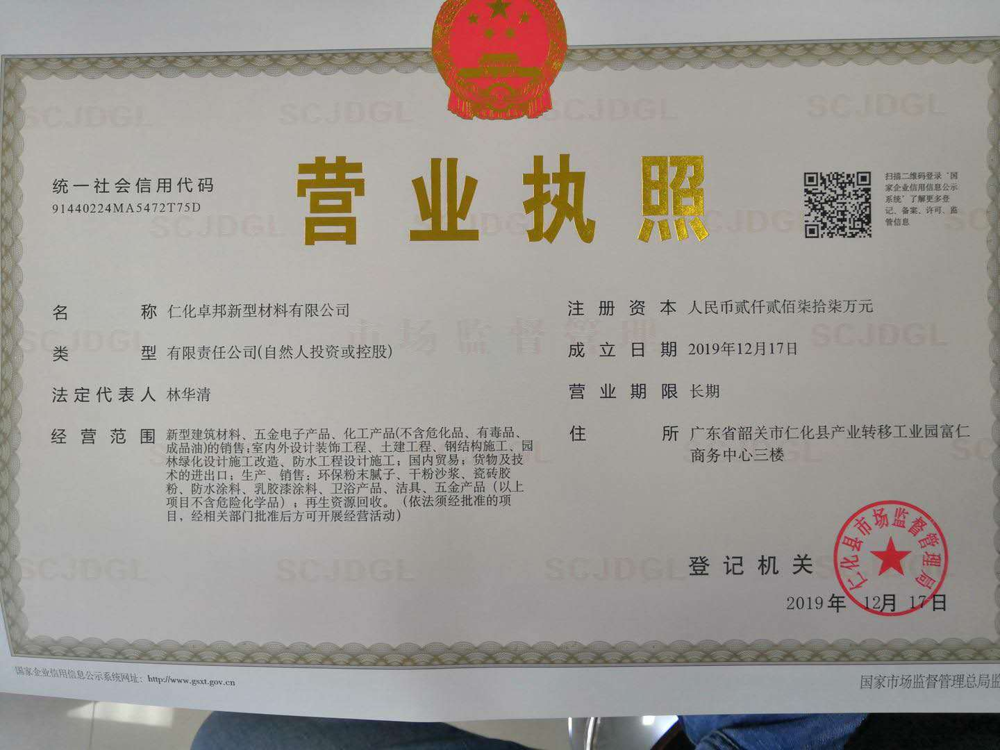 营业执照
统一社会信用代码
91440224MA5472T75D
扫描二维码登录“国
家企业信用信息公示
系统”了解更多登
记、备案、许可、监
管信息
名称 仁化卓邦新型材料有限公司
类型 有限责任公司(自然人投资或控股)
法定代表人 林华清
经营范围 新型建筑材料、五金电子产品、化工产品(不含危化品、有毒品、
成品油)的销售;室内外设计装饰工程、土建工程、钢结构施工、园
林绿化设计施工改造、防水工程设计施工；国内贸易；货物及技
术的进出口；生产、销售：环保粉末腻子、干粉沙浆、瓷砖胶
粉、防水涂料、乳胶漆涂料、卫浴产品、洁具、五金产品（以上
项目不含危险化学品）；再生资源回收。（依法须经批准的项
目，经相关部门批准后方可开展经营活动）
注册资本 人民币贰仟贰佰柒拾柒万元
成立日期 2019年12月17日
营业期限 长期
住所 广东省韶关市仁化县产业转移工业园富仁
商务中心三楼
登记机关
仁化县市场监督管理局
2019年 12月 17日
国家企业信用信息公示系统网址：http://www.gsxt.gov.cn
国家市场监督管理总局监
SCJDGL
市场监督管理